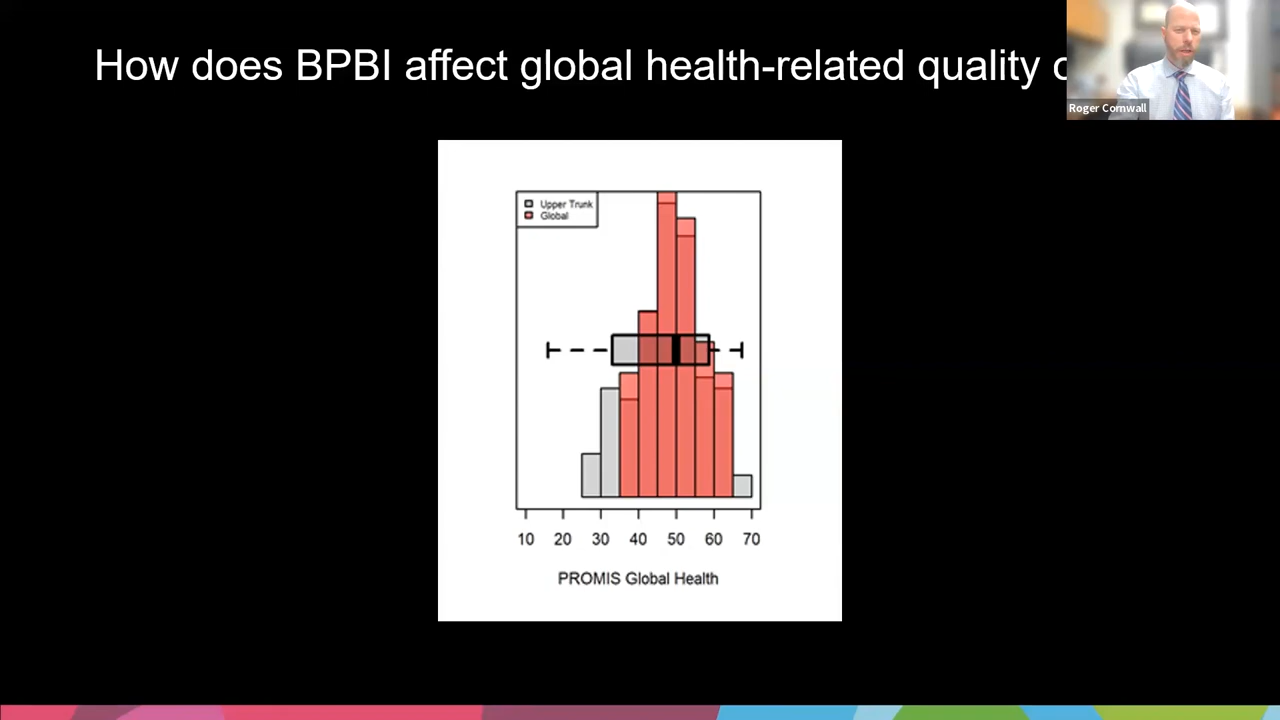 How does BPBI affect global health-related quality o
Roger Cornwall
Upper Trunk
Global
10 20 30 40 50 60 70
PROMIS Global Health